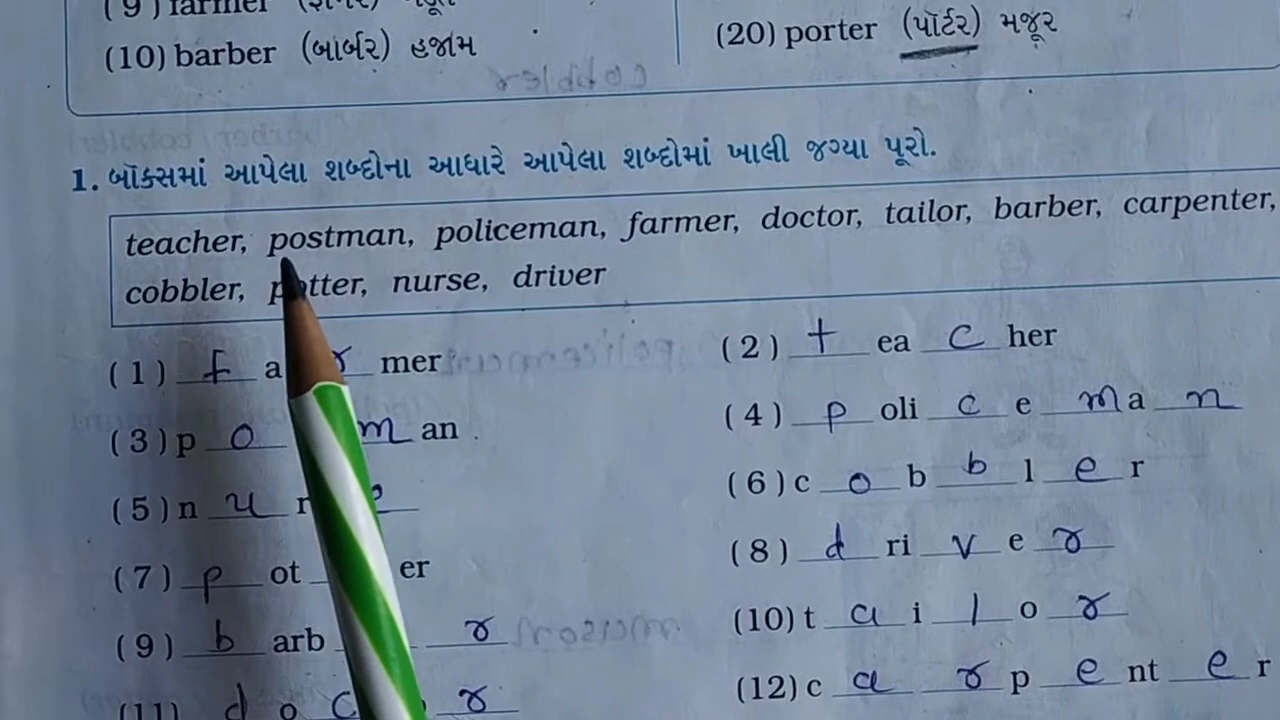 (10) barber (બાર્બર) હજામ
(20) porter (પૉર્ટર) મજૂર
1. બૉક્સમાં આપેલા શબ્દોના આધારે આપેલા શબ્દોમાં ખાલી જગ્યા પૂરો.
teacher, postman, policeman, farmer, doctor, tailor, barber, carpenter,
cobbler, potter, nurse, driver
(1) f a r mer
(2) t ea c her
(3) p o m an
(4) p oli c e m a n
(5) n u r
(6) c o b b l e r
(7) p ot er
(8) d ri v e r
(9) b arb r
(10) t a i l o r
(11) d o c r
(12) c a r p e nt e r